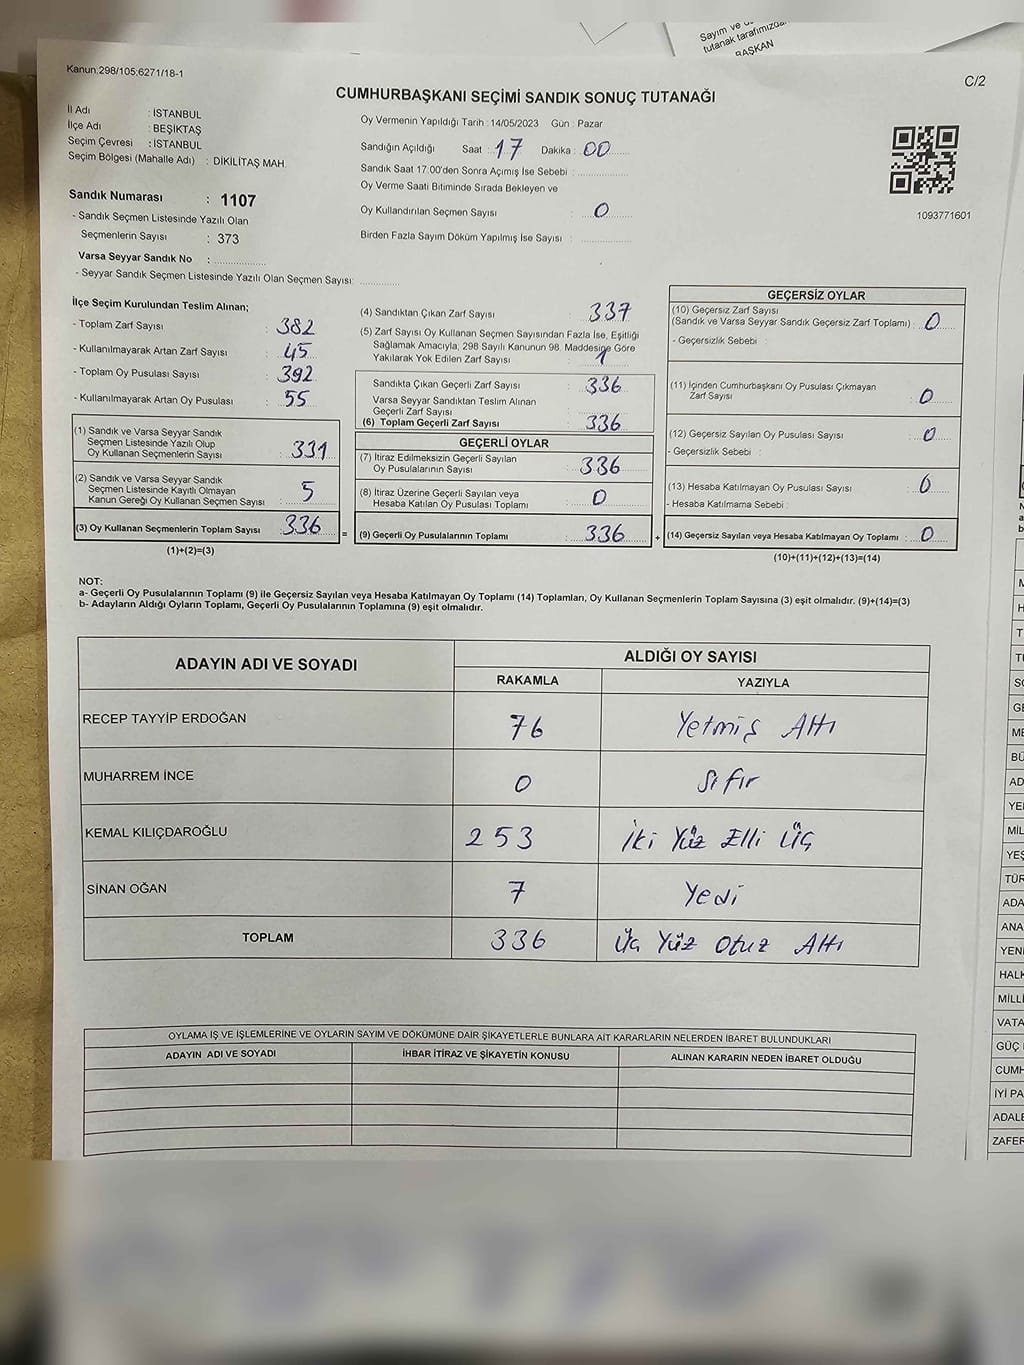 Sayım ve
tutanak tarafımızda
BAŞKAN
Kanun:298/105;6271/18-1
C/2
CUMHURBAŞKANI SEÇİMİ SANDIK SONUÇ TUTANAĞI
İl Adı : İSTANBUL
İlçe Adı : BEŞİKTAŞ
Seçim Çevresi : İSTANBUL
Seçim Bölgesi (Mahalle Adı) : DİKİLİTAŞ MAH.
Sandık Numarası : 1107
- Sandık Seçmen Listesinde Yazılı Olan
Seçmenlerin Sayısı : 373
Varsa Seyyar Sandık No :
- Seyyar Sandık Seçmen Listesinde Yazılı Olan Seçmen Sayısı:
Oy Vermenin Yapıldığı Tarih : 14/05/2023 Gün : Pazar
Sandığın Açıldığı Saat : 17 Dakika : 00
Sandık Saat 17:00'den Sonra Açımış İse Sebebi :
Oy Verme Saati Bitiminde Sırada Bekleyen ve
Oy Kullandırılan Seçmen Sayısı : 0
Birden Fazla Sayım Döküm Yapılmış İse Sayısı :
1093771601
İlçe Seçim Kurulundan Teslim Alınan;
- Toplam Zarf Sayısı : 382
- Kullanılmayarak Artan Zarf Sayısı : 45
- Toplam Oy Pusulası Sayısı : 392
- Kullanılmayarak Artan Oy Pusulası : 55
(1) Sandık ve Varsa Seyyar Sandık
Seçmen Listesinde Yazılı Olup
Oy Kullanan Seçmenlerin Sayısı : 331
(2) Sandık ve Varsa Seyyar Sandık
Seçmen Listesinde Kayıtlı Olmayan
Kanun Gereği Oy Kullanan Seçmen Sayısı : 5
(3) Oy Kullanan Seçmenlerin Toplam Sayısı : 336
(1)+(2)=(3)
(4) Sandıktan Çıkan Zarf Sayısı : 337
(5) Zarf Sayısı Oy Kullanan Seçmen Sayısından Fazla İse, Eşitliği
Sağlamak Amacıyla; 298 Sayılı Kanunun 98. Maddesine Göre
Yakılarak Yok Edilen Zarf Sayısı : 1
Sandıkta Çıkan Geçerli Zarf Sayısı : 336
Varsa Seyyar Sandıktan Teslim Alınan
Geçerli Zarf Sayısı :
(6) Toplam Geçerli Zarf Sayısı : 336
GEÇERLİ OYLAR
(7) İtiraz Edilmeksizin Geçerli Sayılan
Oy Pusulalarının Sayısı : 336
(8) İtiraz Üzerine Geçerli Sayılan veya
Hesaba Katılan Oy Pusulası Toplamı : 0
= (9) Geçerli Oy Pusulalarının Toplamı : 336 +
GEÇERSİZ OYLAR
(10) Geçersiz Zarf Sayısı
(Sandık ve Varsa Seyyar Sandık Geçersiz Zarf Toplamı) : 0
- Geçersizlik Sebebi :
(11) İçinden Cumhurbaşkanı Oy Pusulası Çıkmayan
Zarf Sayısı : 0
(12) Geçersiz Sayılan Oy Pusulası Sayısı : 0
- Geçersizlik Sebebi :
(13) Hesaba Katılmayan Oy Pusulası Sayısı : 0
- Hesaba Katılmama Sebebi :
(14) Geçersiz Sayılan veya Hesaba Katılmayan Oy Toplamı : 0
(10)+(11)+(12)+(13)=(14)
NOT:
a- Geçerli Oy Pusulalarının Toplamı (9) ile Geçersiz Sayılan veya Hesaba Katılmayan Oy Toplamı (14) Toplamları, Oy Kullanan Seçmenlerin Toplam Sayısına (3) eşit olmalıdır. (9)+(14)=(3)
b- Adayların Aldığı Oyların Toplamı, Geçerli Oy Pusulalarının Toplamına (9) eşit olmalıdır.
ADAYIN ADI VE SOYADI ALDIĞI OY SAYISI
RAKAMLA YAZIYLA
RECEP TAYYİP ERDOĞAN 76 Yetmiş Altı
MUHARREM İNCE 0 Sıfır
KEMAL KILIÇDAROĞLU 253 İki Yüz Elli Üç
SİNAN OĞAN 7 Yedi
TOPLAM 336 Üç Yüz Otuz Altı
OYLAMA İŞ VE İŞLEMLERİNE VE OYLARIN SAYIM VE DÖKÜMÜNE DAİR ŞİKAYETLERLE BUNLARA AİT KARARLARIN NELERDEN İBARET BULUNDUKLARI
ADAYIN ADI VE SOYADI İHBAR İTİRAZ VE ŞİKAYETİN KONUSU ALINAN KARARIN NEDEN İBARET OLDUĞU
YENİ
HALK
MİLLİ
VATA
GÜÇ
CUMH
İYİ PA
ADALE
ZAFER